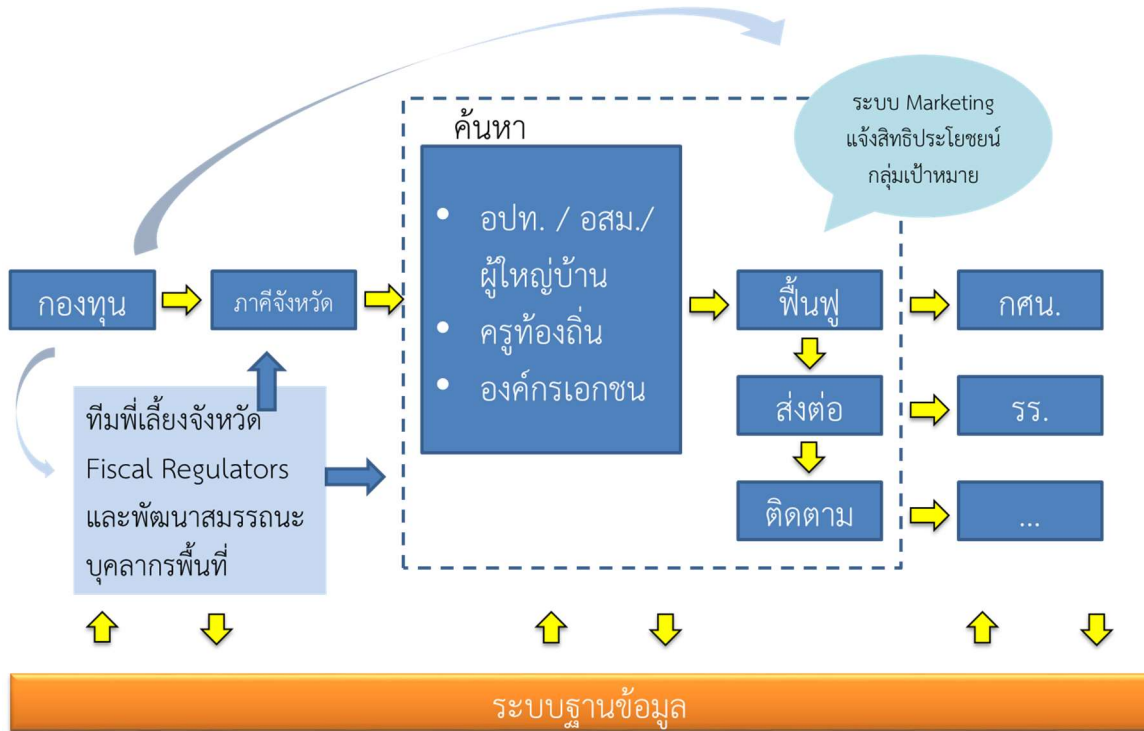 ระบบ Marketing
แจ้งสิทธิประโยชยน์
กลุ่มเป้าหมาย
ค้นหา
• อปท. / อสม./
ผู้ใหญ่บ้าน
• ครูท้องถิ่น
• องค์กรเอกชน
กองทุน
ภาคีจังหวัด
ฟื้นฟู
กศน.
ส่งต่อ
รร.
ติดตาม
...
ทีมพี่เลี้ยงจังหวัด
Fiscal Regulators
และพัฒนาสมรรถนะ
บุคลากรพื้นที่
ระบบฐานข้อมูล